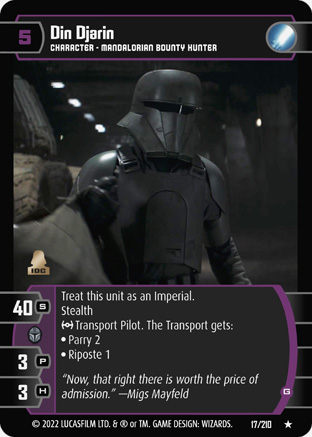 5
Din Djarin
CHARACTER - MANDALORIAN BOUNTY HUNTER
IDC
40 S
3 P
3 H
Treat this unit as an Imperial.
Stealth
Transport Pilot. The Transport gets:
• Parry 2
• Riposte 1
"Now, that right there is worth the price of
admission." —Migs Mayfeld
G
© 2022 LUCASFILM LTD. & ® or TM. GAME DESIGN: WIZARDS. 17/210 ★